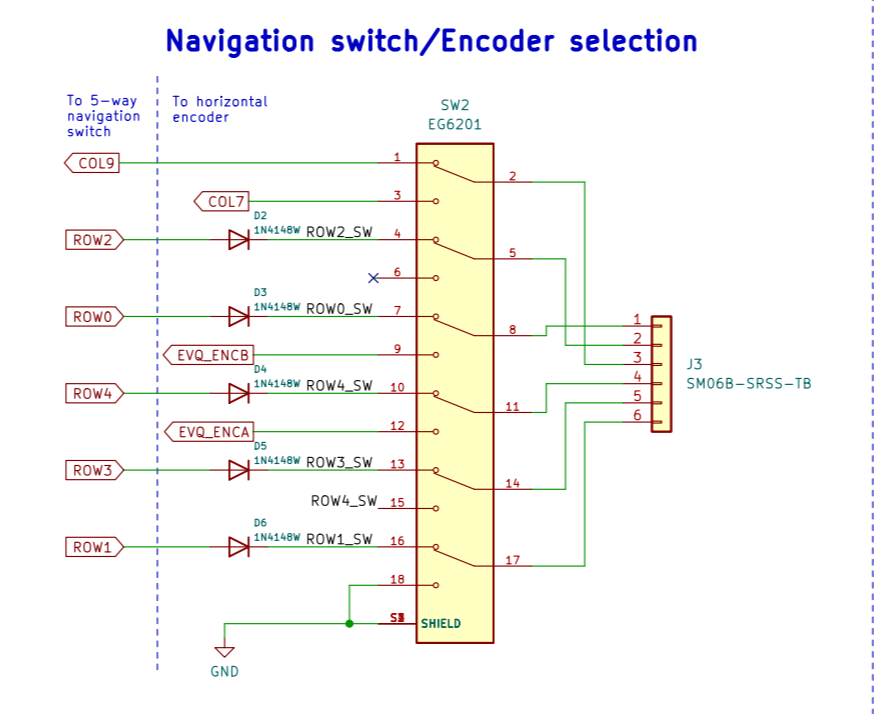 Navigation switch/Encoder selection
To 5-way
navigation
switch
To horizontal
encoder
SW2
EG6201
COL9
1
2
COL7
3
D2
1N4148W
ROW2
ROW2_SW
4
5
6
D3
1N4148W
ROW0
ROW0_SW
7
8
EVQ_ENCB
9
D4
1N4148W
ROW4
ROW4_SW
10
11
EVQ_ENCA
12
D5
1N4148W
ROW3
ROW3_SW
13
14
ROW4_SW
15
D6
1N4148W
ROW1
ROW1_SW
16
17
18
SHIELD
GND
1
2
3
4
5
6
J3
SM06B-SRSS-TB